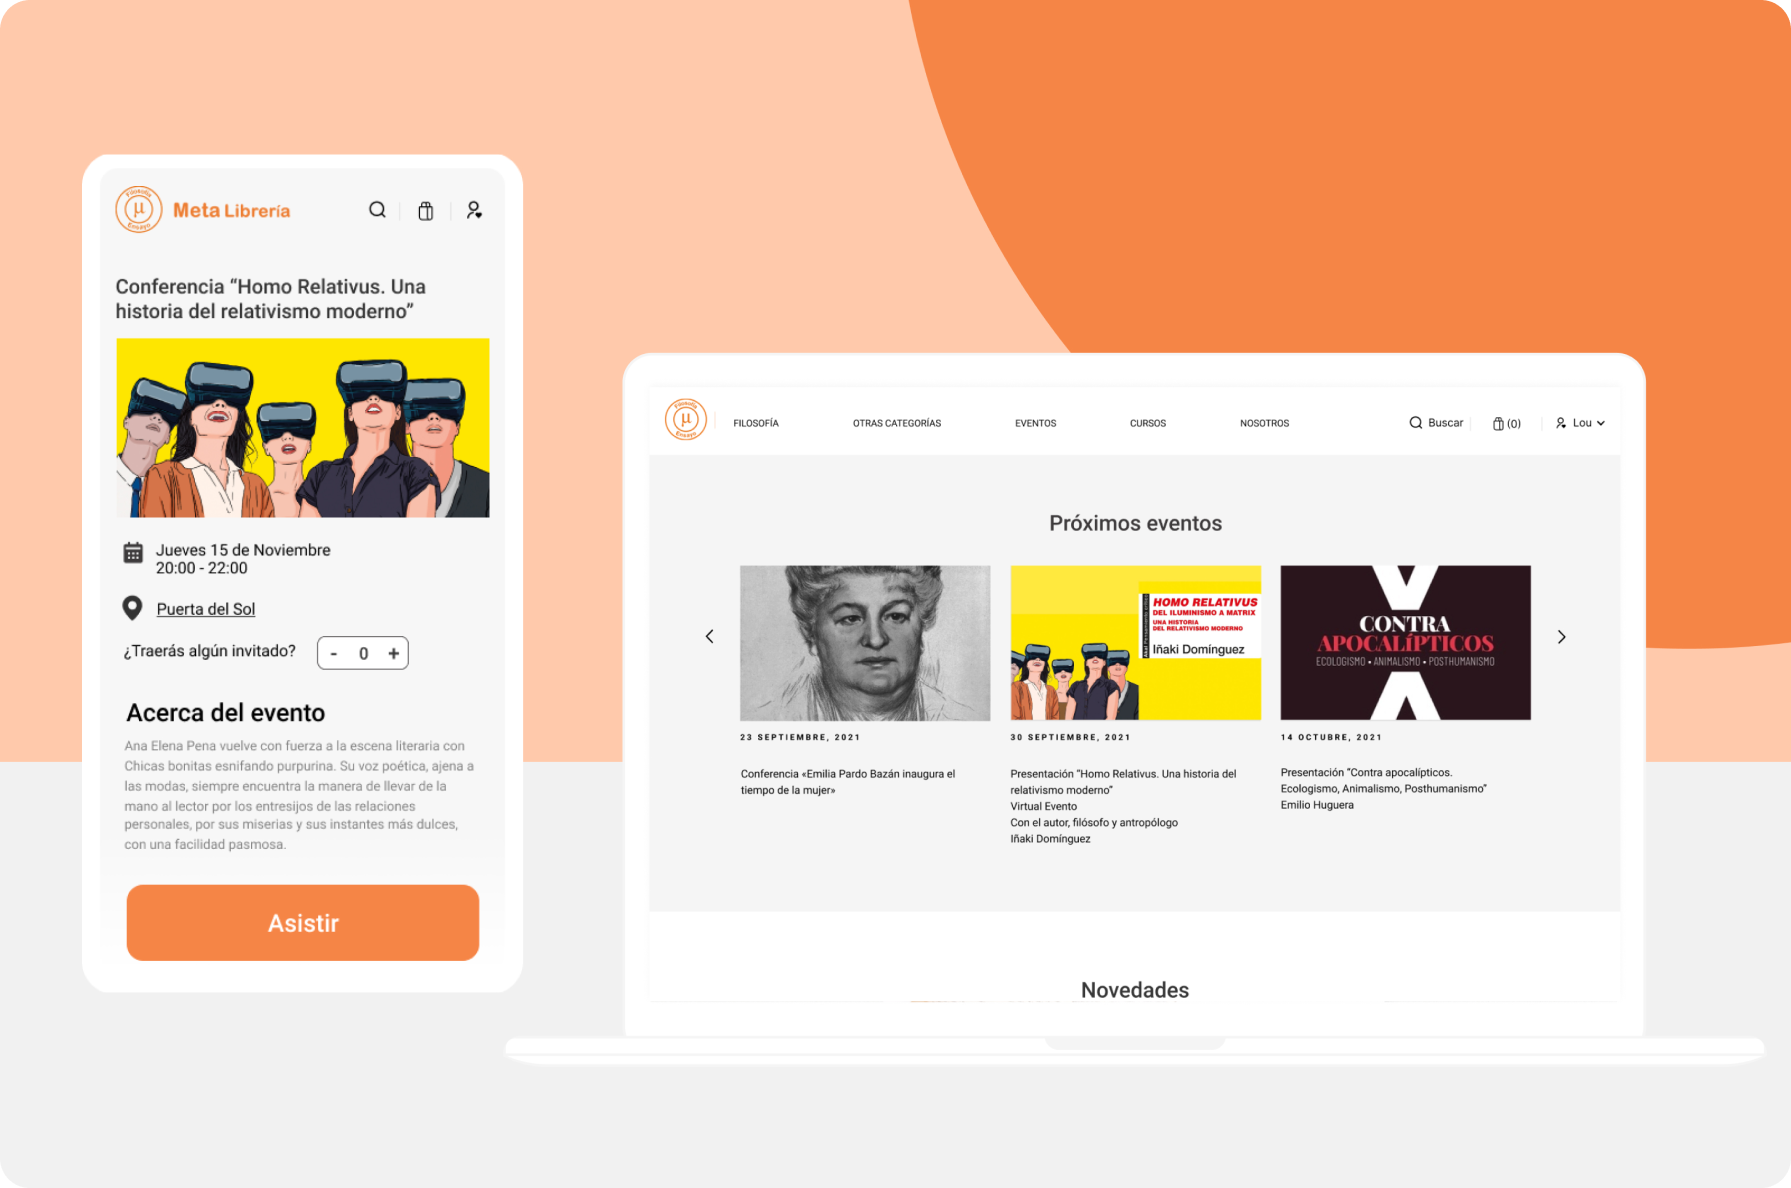 Filosofía
μ
Ensayo
Meta Librería
Conferencia “Homo Relativus. Una
historia del relativismo moderno”
Jueves 15 de Noviembre
20:00 - 22:00
Puerta del Sol
¿Traerás algún invitado?
- 0 +
Acerca del evento
Ana Elena Pena vuelve con fuerza a la escena literaria con
Chicas bonitas esnifando purpurina. Su voz poética, ajena a
las modas, siempre encuentra la manera de llevar de la
mano al lector por los entresijos de las relaciones
personales, por sus miserias y sus instantes más dulces,
con una facilidad pasmosa.
Asistir
Filosofía
μ
Ensayo
FILOSOFÍA
OTRAS CATEGORÍAS
EVENTOS
CURSOS
NOSOTROS
Buscar
(0)
Lou
Próximos eventos
HOMO RELATIVUS
DEL ILUMINISMO A MATRIX
UNA HISTORIA
DEL RELATIVISMO MODERNO
Iñaki Domínguez
CONTRA
APOCALíPTICOS
ECOLOGISMO • ANIMALISMO • POSTHUMANISMO
23 SEPTIEMBRE, 2021
Conferencia «Emilia Pardo Bazán inaugura el
tiempo de la mujer»
30 SEPTIEMBRE, 2021
Presentación “Homo Relativus. Una historia del
relativismo moderno”
Virtual Evento
Con el autor, filósofo y antropólogo
Iñaki Domínguez
14 OCTUBRE, 2021
Presentación “Contra apocalípticos.
Ecologismo, Animalismo, Posthumanismo”
Emilio Huguera
Novedades